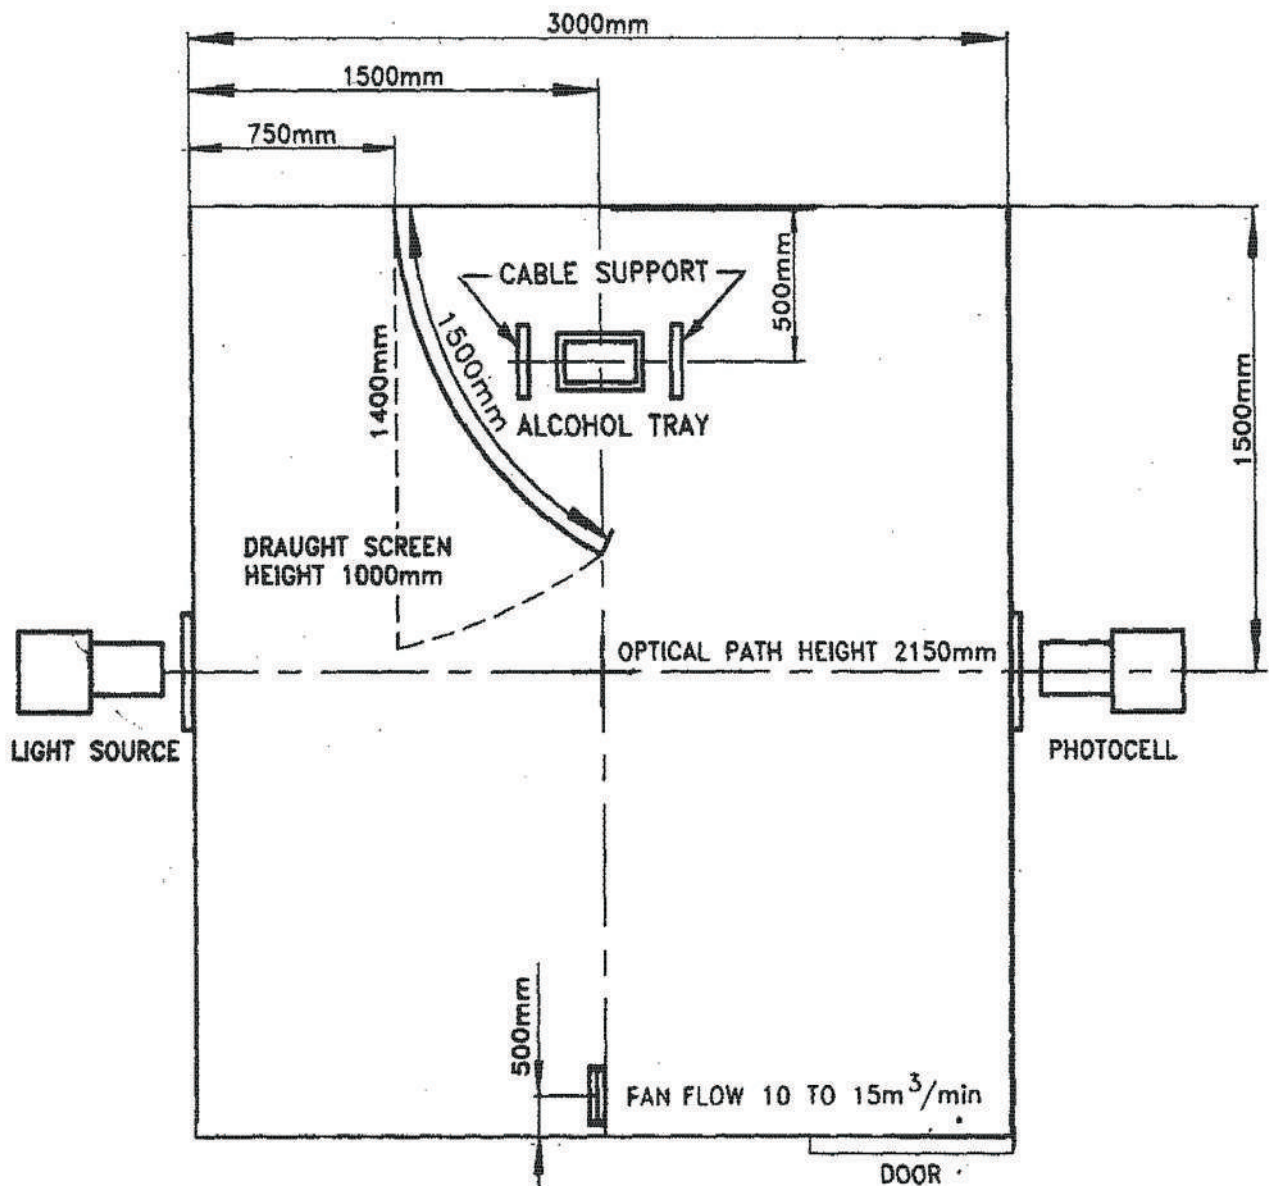 3000mm
1500mm
750mm
CABLE SUPPORT
500mm
1500mm
1400mm
1500mm
ALCOHOL TRAY
DRAUGHT SCREEN
HEIGHT 1000mm
OPTICAL PATH HEIGHT 2150mm
LIGHT SOURCE
PHOTOCELL
500mm
FAN FLOW 10 TO 15m³/min
DOOR